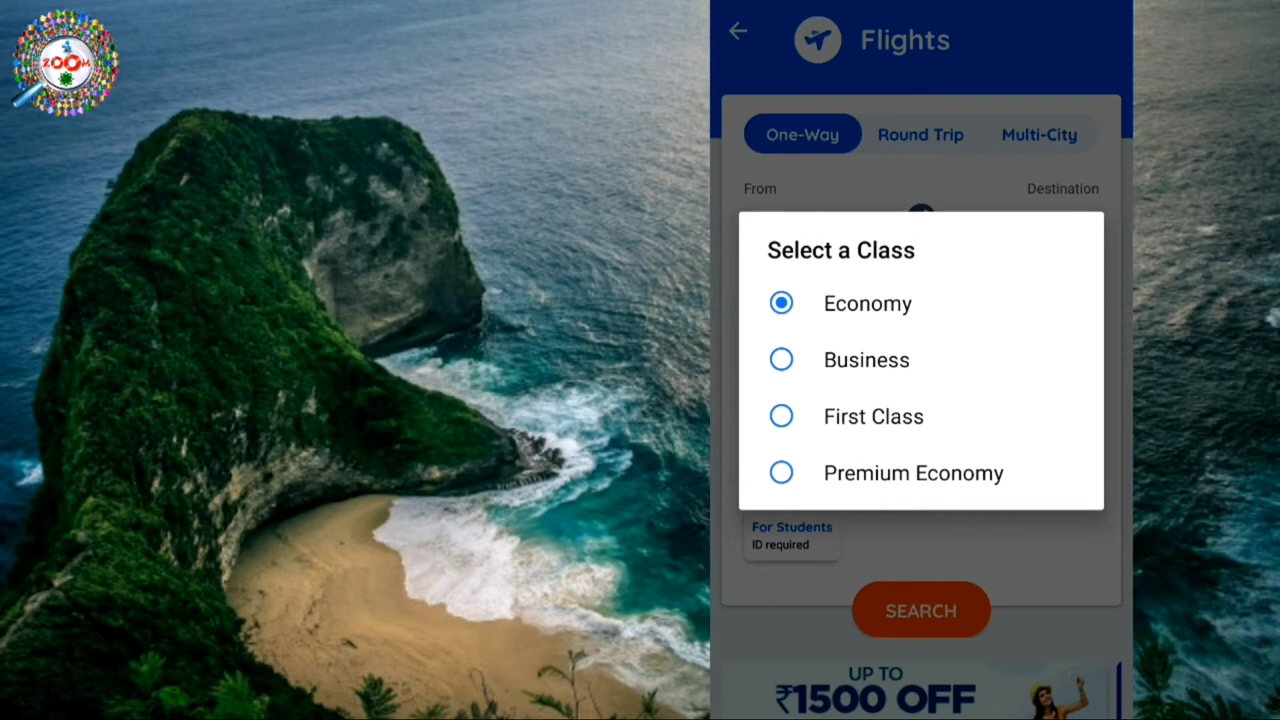 ZOOM
Flights
One-Way Round Trip Multi-City
From Destination
Select a Class
Economy
Business
First Class
Premium Economy
For Students
ID required
SEARCH
UP TO
₹1500 OFF